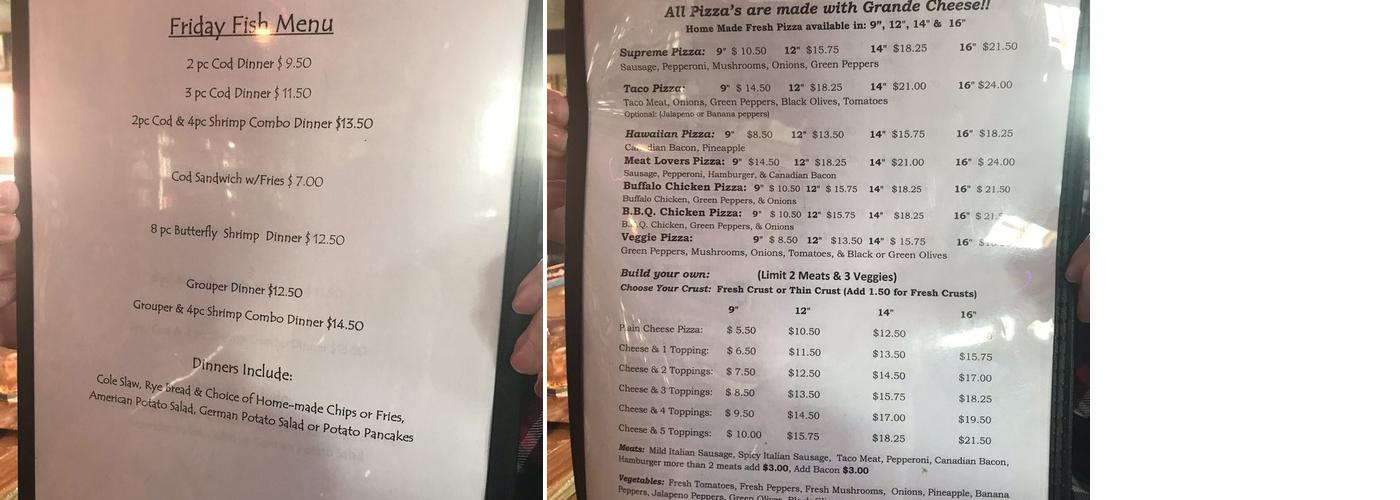 Friday Fish Menu
2 pc Cod Dinner $ 9.50
3 pc Cod Dinner $ 11.50
2pc Cod & 4pc Shrimp Combo Dinner $13.50
Cod Sandwich w/Fries $ 7.00
8 pc Butterfly Shrimp Dinner $ 12.50
Grouper Dinner $12.50
Grouper & 4pc Shrimp Combo Dinner $14.50
Dinners Include:
Cole Slaw, Rye Bread & Choice of Home-made Chips or Fries,
American Potato Salad, German Potato Salad or Potato Pancakes
All Pizza's are made with Grande Cheese!!
Home Made Fresh Pizza available in: 9", 12", 14" & 16"
Supreme Pizza: 9" $ 10.50 12" $15.75 14" $18.25 16" $21.50
Sausage, Pepperoni, Mushrooms, Onions, Green Peppers
Taco Pizza: 9" $ 14.50 12" $18.25 14" $21.00 16" $24.00
Taco Meat, Onions, Green Peppers, Black Olives, Tomatoes
Optional: (Jalapeno or Banana peppers)
Hawaiian Pizza: 9" $8.50 12" $13.50 14" $15.75 16" $18.25
Canadian Bacon, Pineapple
Meat Lovers Pizza: 9" $14.50 12" $18.25 14" $21.00 16" $ 24.00
Sausage, Pepperoni, Hamburger, & Canadian Bacon
Buffalo Chicken Pizza: 9" $ 10.50 12" $ 15.75 14" $18.25 16" $ 21.50
Buffalo Chicken, Green Peppers, & Onions
B.B.Q. Chicken Pizza: 9" $ 10.50 12" $15.75 14" $18.25 16"
B.B.Q. Chicken, Green Peppers, & Onions
Veggie Pizza: 9" $ 8.50 12" $13.50 14" $ 15.75 16"
Green Peppers, Mushrooms, Onions, Tomatoes, & Black or Green Olives
Build your own: (Limit 2 Meats & 3 Veggies)
Choose Your Crust: Fresh Crust or Thin Crust (Add 1.50 for Fresh Crusts)
9" 12" 14" 16"
Plain Cheese Pizza: $ 5.50 $10.50 $12.50
Cheese & 1 Topping: $ 6.50 $11.50 $13.50 $15.75
Cheese & 2 Toppings: $ 7.50 $12.50 $14.50 $17.00
Cheese & 3 Toppings: $ 8.50 $13.50 $15.75 $18.25
Cheese & 4 Toppings: $ 9.50 $14.50 $17.00 $19.50
Cheese & 5 Toppings: $ 10.00 $15.75 $18.25 $21.50
Meats: Mild Italian Sausage, Spicy Italian Sausage, Taco Meat, Pepperoni, Canadian Bacon,
Hamburger more than 2 meats add $3.00, Add Bacon $3.00
Vegetables: Fresh Tomatoes, Fresh Peppers, Fresh Mushrooms, Onions, Pineapple, Banana
Peppers, Jalapeno Peppers, Green Olives,